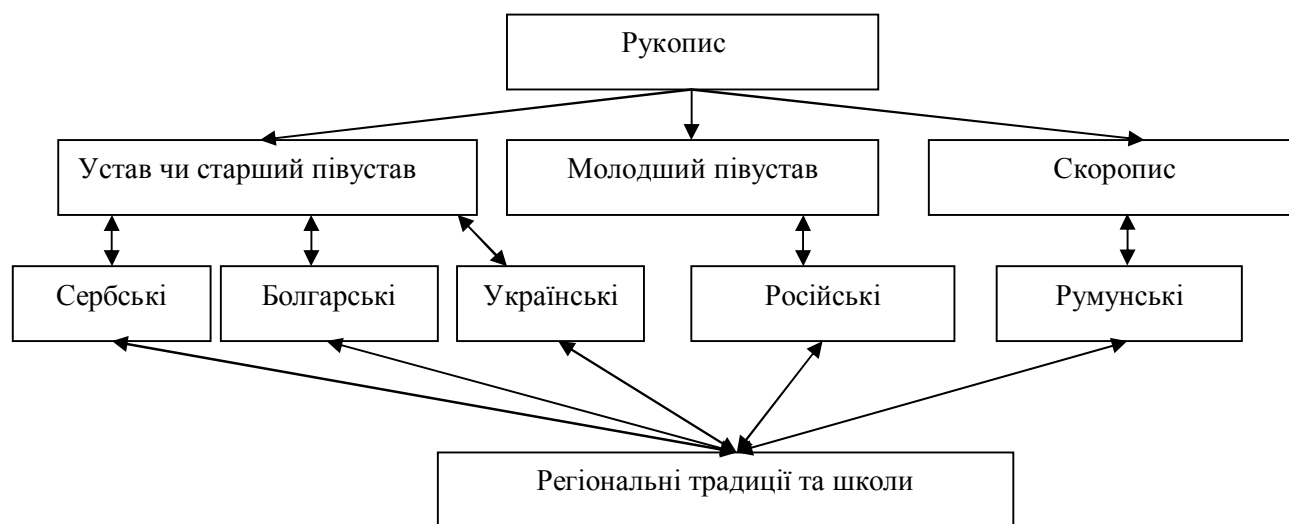 Рукопис
Устав чи старший півустав
Молодший півустав
Скоропис
Сербські
Болгарські
Українські
Російські
Румунські
Регіональні традиції та школи